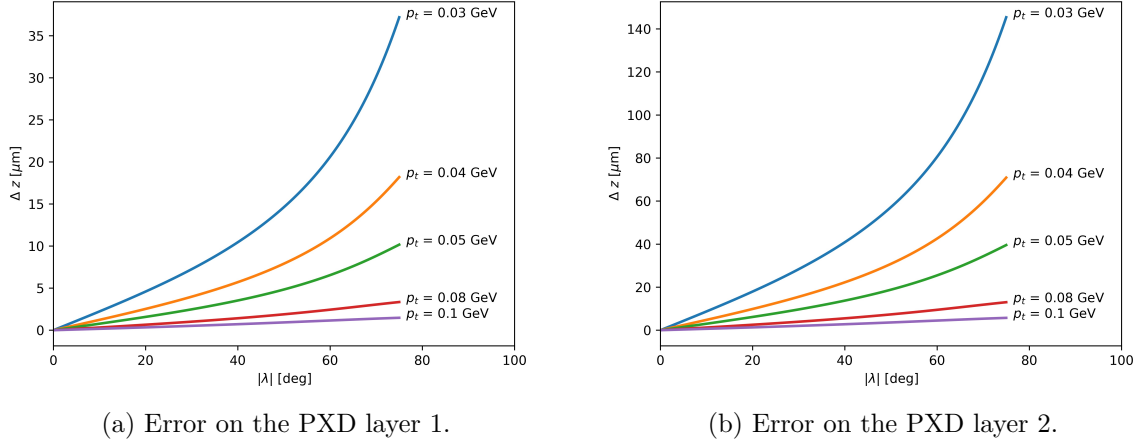 35
30
25
20
15
10
5
0
Δ z [μm]
0 20 40 60 80 100
|λ| [deg]
p_t = 0.03 GeV
p_t = 0.04 GeV
p_t = 0.05 GeV
p_t = 0.08 GeV
p_t = 0.1 GeV
(a) Error on the PXD layer 1.
140
120
100
80
60
40
20
0
Δ z [μm]
0 20 40 60 80 100
|λ| [deg]
p_t = 0.03 GeV
p_t = 0.04 GeV
p_t = 0.05 GeV
p_t = 0.08 GeV
p_t = 0.1 GeV
(b) Error on the PXD layer 2.